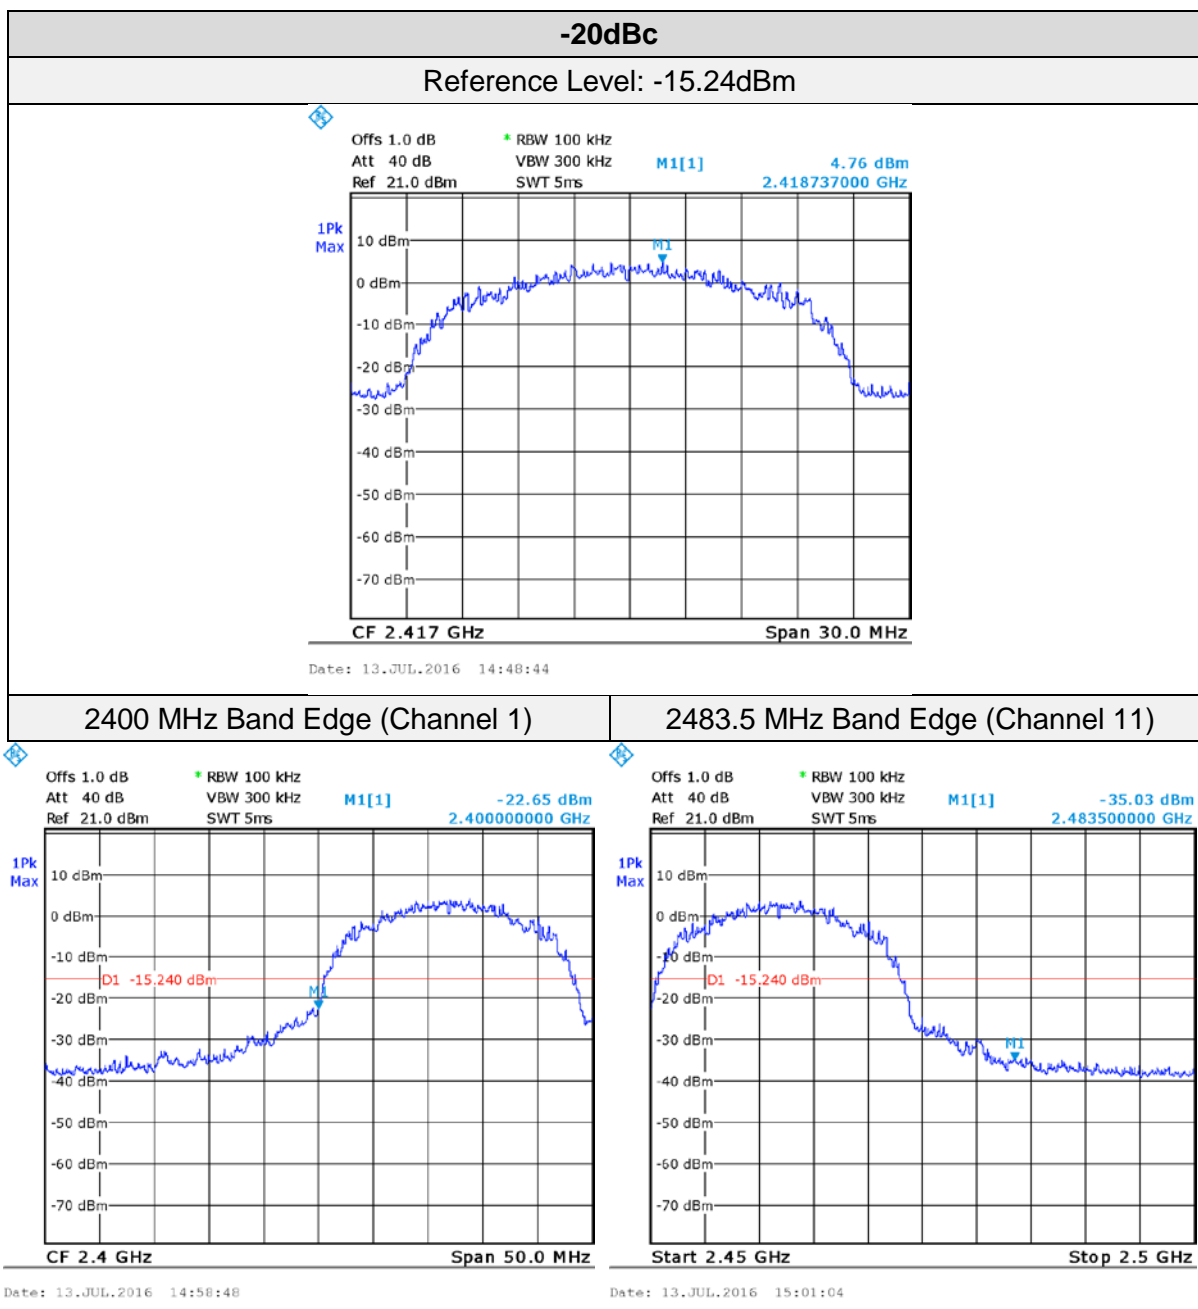 -20dBc
Reference Level: -15.24dBm
Offs 1.0 dB * RBW 100 kHz
Att 40 dB VBW 300 kHz M1[1] 4.76 dBm
Ref 21.0 dBm SWT 5ms 2.418737000 GHz
1Pk
Max
10 dBm
M1
0 dBm
-10 dBm
-20 dBm
-30 dBm
-40 dBm
-50 dBm
-60 dBm
-70 dBm
CF 2.417 GHz Span 30.0 MHz
Date: 13.JUL.2016 14:48:44
2400 MHz Band Edge (Channel 1)
Offs 1.0 dB * RBW 100 kHz
Att 40 dB VBW 300 kHz M1[1] -22.65 dBm
Ref 21.0 dBm SWT 5ms 2.400000000 GHz
1Pk
Max
10 dBm
0 dBm
-10 dBm
D1 -15.240 dBm
M1
-20 dBm
-30 dBm
-40 dBm
-50 dBm
-60 dBm
-70 dBm
CF 2.4 GHz Span 50.0 MHz
Date: 13.JUL.2016 14:58:48
2483.5 MHz Band Edge (Channel 11)
Offs 1.0 dB * RBW 100 kHz
Att 40 dB VBW 300 kHz M1[1] -35.03 dBm
Ref 21.0 dBm SWT 5ms 2.483500000 GHz
1Pk
Max
10 dBm
0 dBm
-10 dBm
D1 -15.240 dBm
-20 dBm
-30 dBm
M1
-40 dBm
-50 dBm
-60 dBm
-70 dBm
Start 2.45 GHz Stop 2.5 GHz
Date: 13.JUL.2016 15:01:04